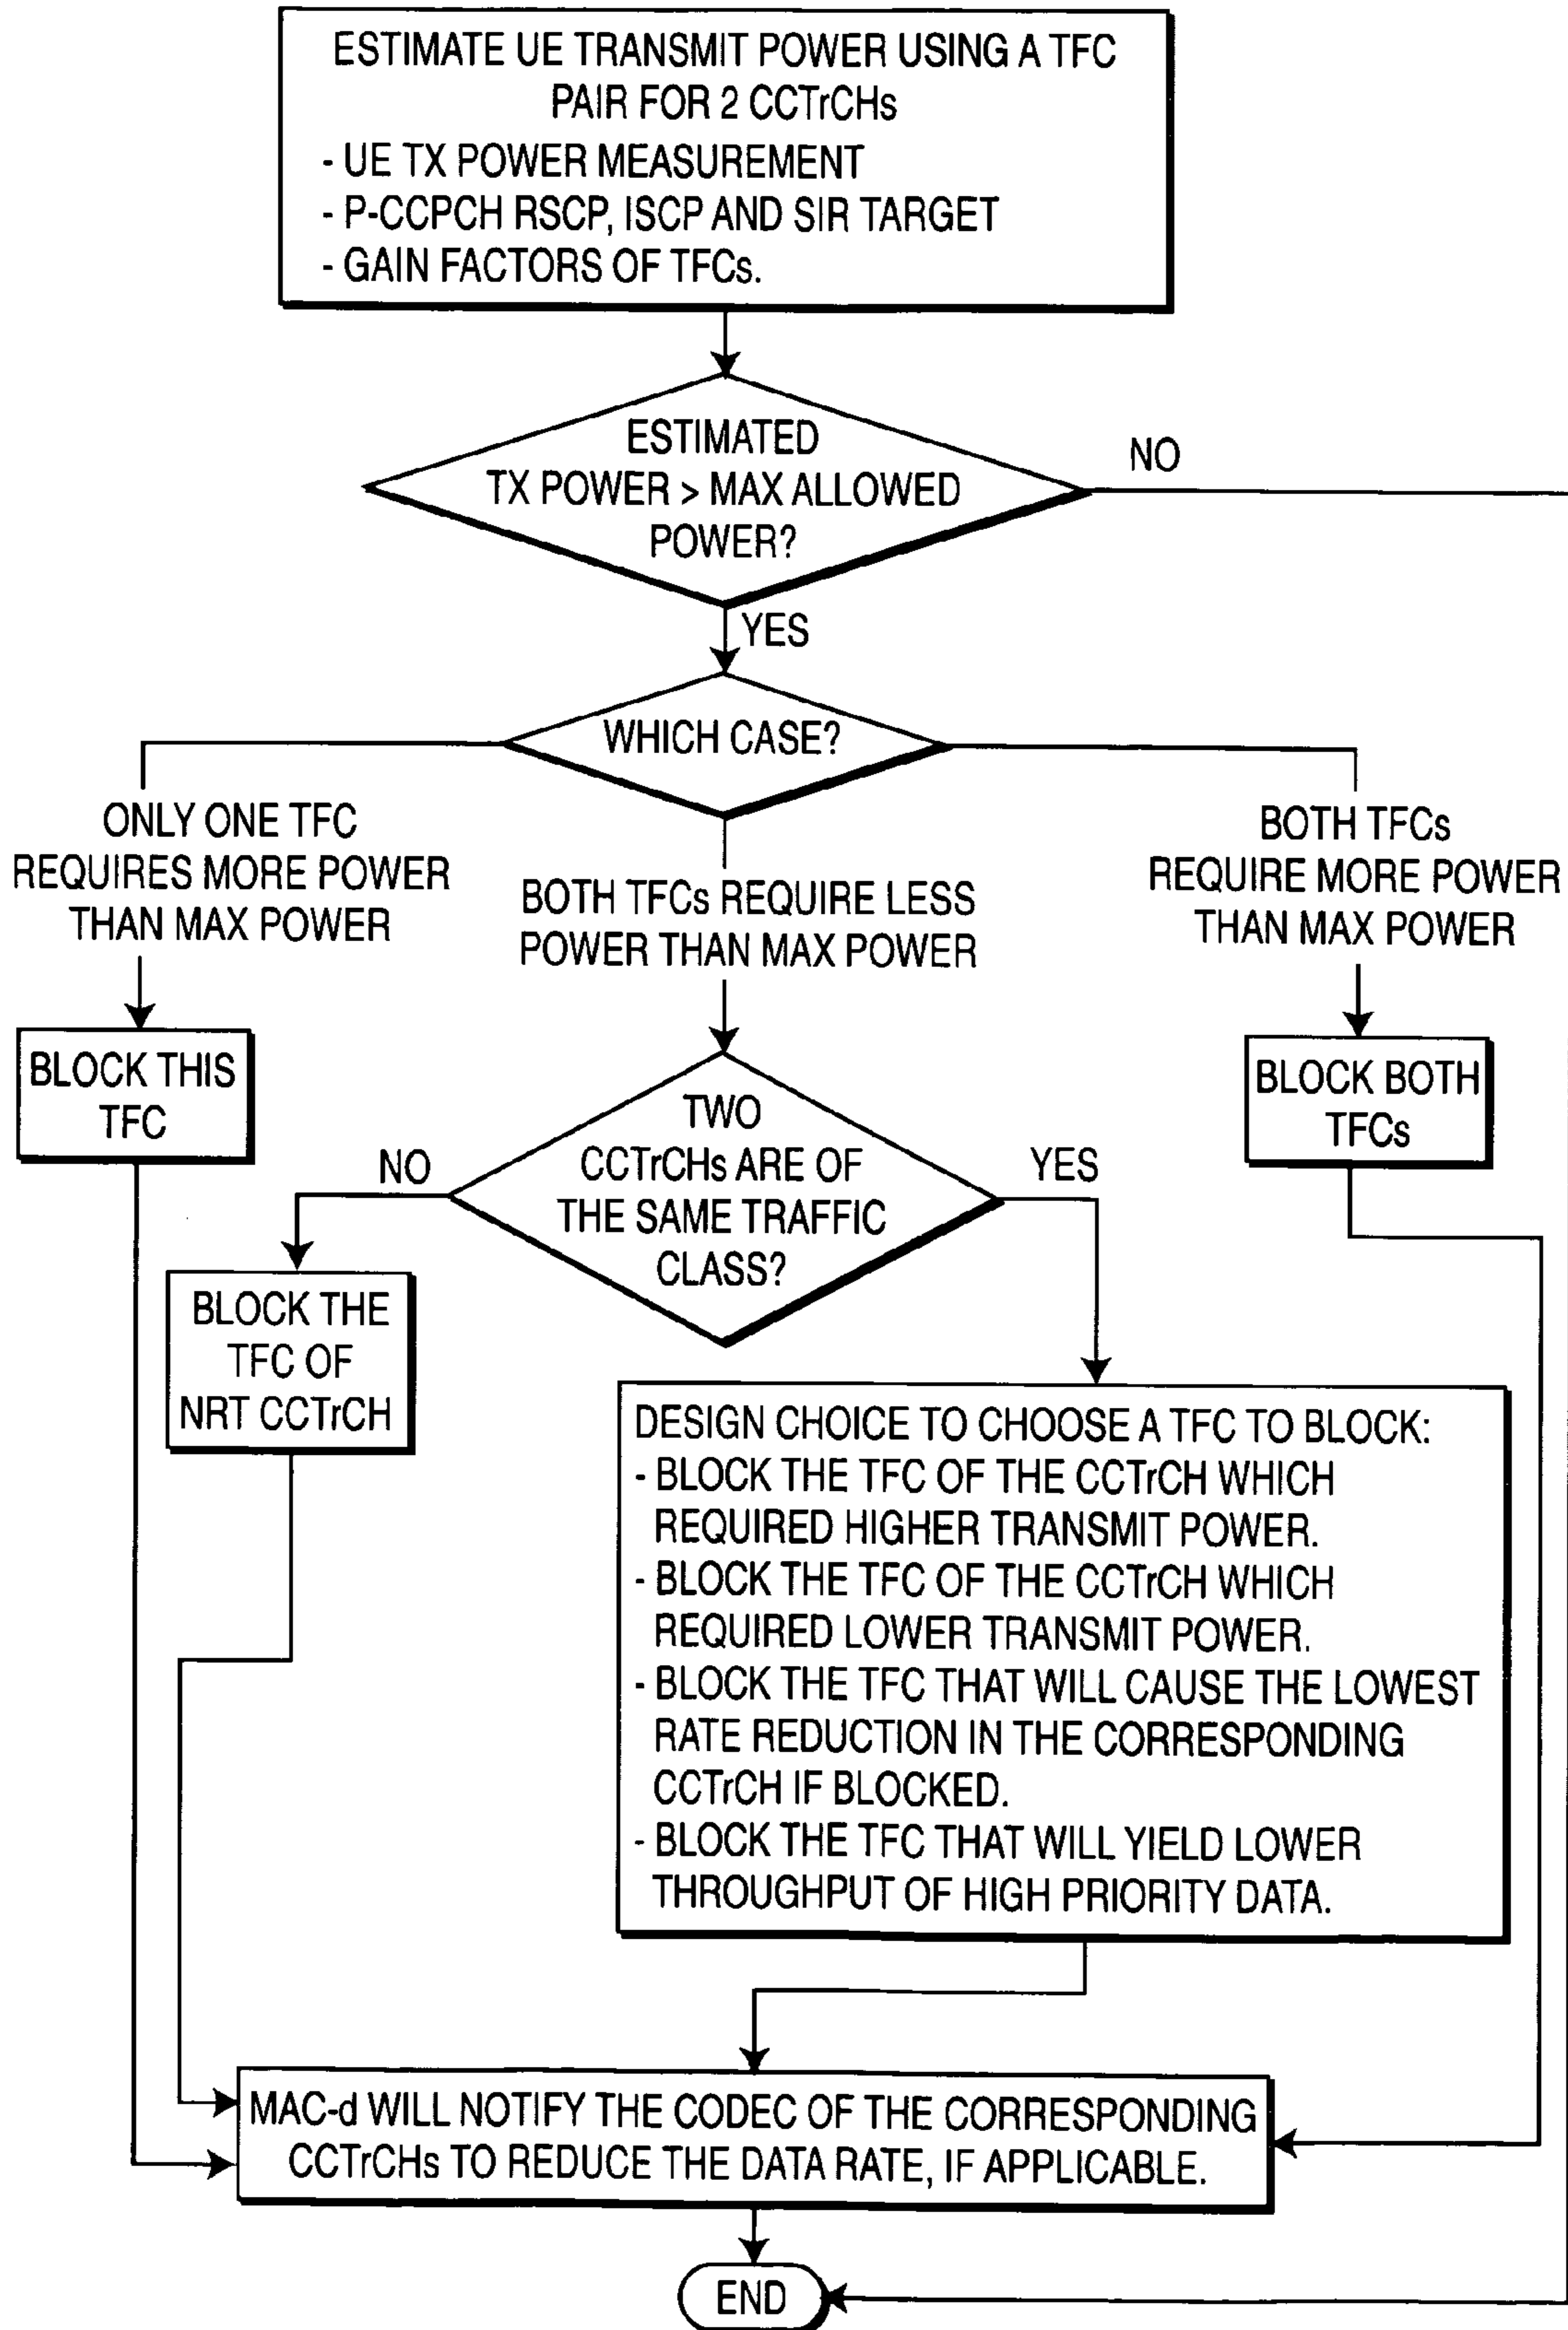 ESTIMATE UE TRANSMIT POWER USING A TFC
PAIR FOR 2 CCTrCHs
- UE TX POWER MEASUREMENT
- P-CCPCH RSCP, ISCP AND SIR TARGET
- GAIN FACTORS OF TFCs.
ESTIMATED
TX POWER > MAX ALLOWED
POWER?
NO
YES
WHICH CASE?
ONLY ONE TFC
REQUIRES MORE POWER
THAN MAX POWER
BOTH TFCs REQUIRE LESS
POWER THAN MAX POWER
BOTH TFCs
REQUIRE MORE POWER
THAN MAX POWER
BLOCK THIS
TFC
BLOCK BOTH
TFCs
TWO
CCTrCHs ARE OF
THE SAME TRAFFIC
CLASS?
NO
YES
BLOCK THE
TFC OF
NRT CCTrCH
DESIGN CHOICE TO CHOOSE A TFC TO BLOCK:
- BLOCK THE TFC OF THE CCTrCH WHICH
REQUIRED HIGHER TRANSMIT POWER.
- BLOCK THE TFC OF THE CCTrCH WHICH
REQUIRED LOWER TRANSMIT POWER.
- BLOCK THE TFC THAT WILL CAUSE THE LOWEST
RATE REDUCTION IN THE CORRESPONDING
CCTrCH IF BLOCKED.
- BLOCK THE TFC THAT WILL YIELD LOWER
THROUGHPUT OF HIGH PRIORITY DATA.
MAC-d WILL NOTIFY THE CODEC OF THE CORRESPONDING
CCTrCHs TO REDUCE THE DATA RATE, IF APPLICABLE.
END